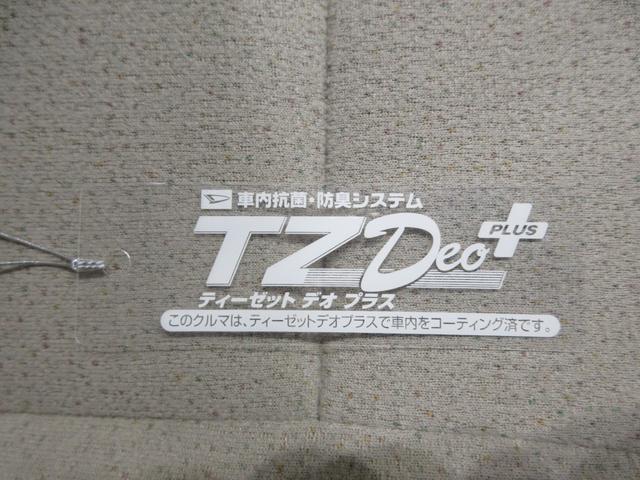 車内抗菌・防臭システム
TZ Deo PLUS
ティーゼット デオ プラス
このクルマは、ティーゼットデオプラスで車内をコーティング済です。